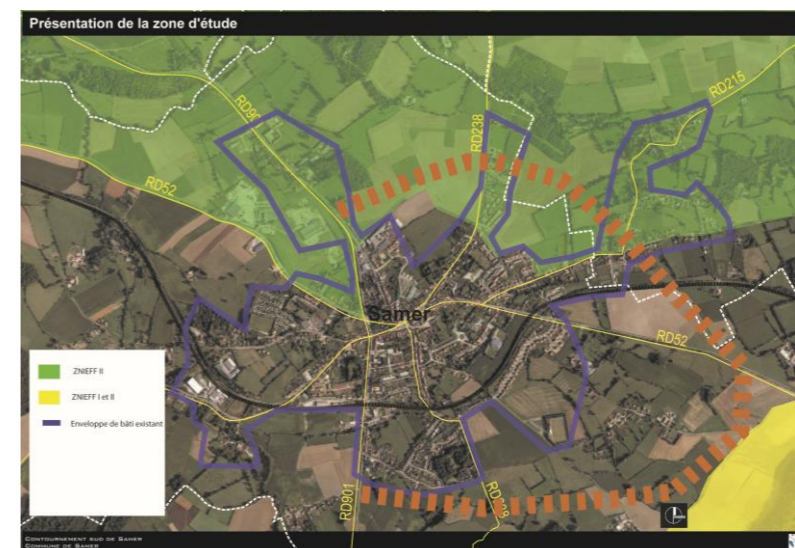 Présentation de la zone d'étude
RD90
RD238
RD215
RD52
Samer
RD52
ZNIEFF II
ZNIEFF I et II
Enveloppe de bâti existant
RD901
CONTOURNEMENT SUD DE SAMER
COMMUNE DE SAMER